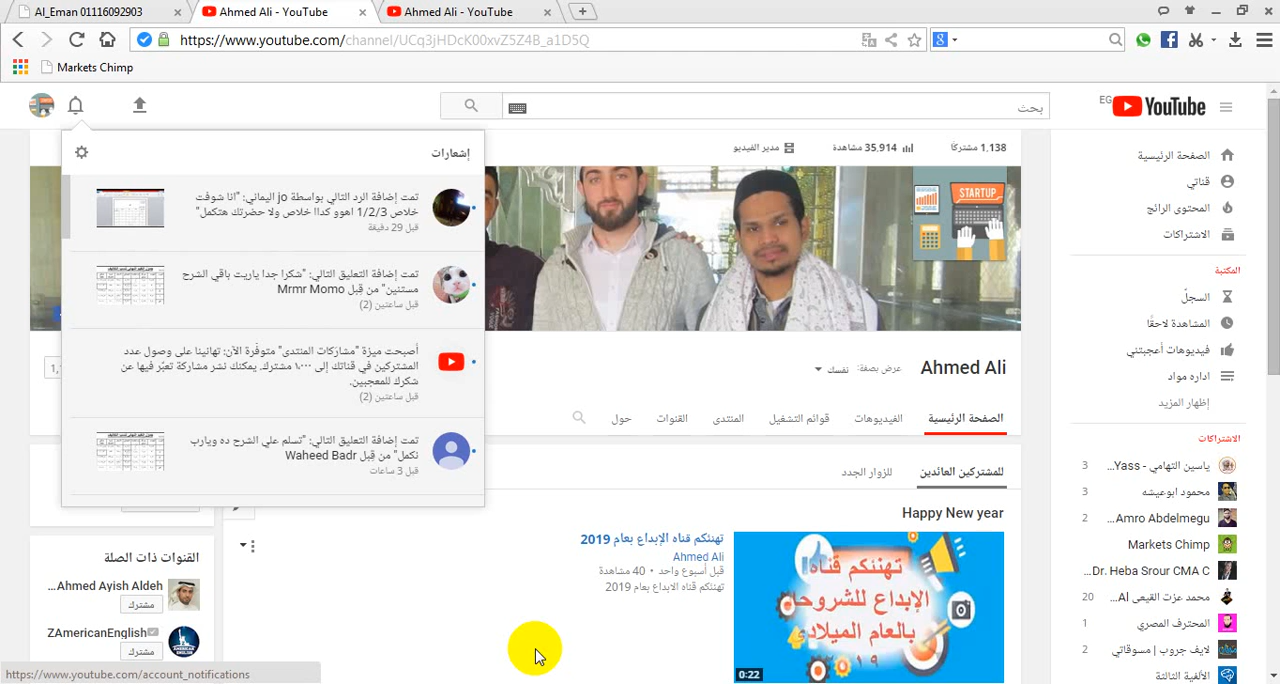 Al_Eman 01116092903
Ahmed Ali - YouTube
Ahmed Ali - YouTube
https://www.youtube.com/channel/UCq3jHDcK00xvZ5Z4B_a1D5Q
Markets Chimp
بحث
YouTube EG
1,138 مشتركًا
35,914 مشاهدة
مدير الفيديو
إشعارات
تمت إضافة الرد التالي بواسطة jo اليماني: "انا شوفت
خلاص 1/2/3 اهوو كداا خلاص ولا حضرتك هتكمل"
قبل 29 دقيقة
تمت إضافة التعليق التالي: "شكرا جدا ياريت باقي الشرح
مستنين" من قِبل Mrmr Momo
قبل ساعتين (2)
أصبحت ميزة "مشاركات المنتدى" متوفّرة الآن: تهانينا على وصول عدد
المشتركين في قناتك إلى ١,٠٠٠ مشترك. يمكنك نشر مشاركة تعبّر فيها عن
شكرك للمعجبين.
قبل ساعتين (2)
تمت إضافة التعليق التالي: "تسلم علي الشرح ده ويارب
تكمل" من قِبل Waheed Badr
قبل 3 ساعات
STARTUP
Ahmed Ali
عرض بصفة: نفسك
الصفحة الرئيسية
الفيديوهات
قوائم التشغيل
المنتدى
القنوات
حول
للمشتركين العائدين
للزوار الجدد
Happy New year
تهنئكم قناه الإبداع بعام 2019
Ahmed Ali
قبل أسبوع واحد • 40 مشاهدة
تهنئكم قناه الابداع بعام 2019
تهنئكم قناه
الإبداع للشروحات
بالعام الميلادي
٢٠١٩
0:22
القنوات ذات الصلة
Ahmed Ayish Aldeh...
مشترك
ZAmericanEnglish
مشترك
الصفحة الرئيسية
قناتي
المحتوى الرائج
الاشتراكات
المكتبة
السجلّ
المشاهدة لاحقًا
فيديوهات أعجبتني
اداره مواد
إظهار المزيد
الاشتراكات
ياسين التهامي - Yass... 3
محمود ابوعيشه 3
Amro Abdelmegu... 2
Markets Chimp
Dr. Heba Srour CMA C...
محمد عزت القيعى Al... 20
المحترف المصري 1
لايف جروب | مسوقاتي 2
الألفية الثالثة
https://www.youtube.com/account_notifications